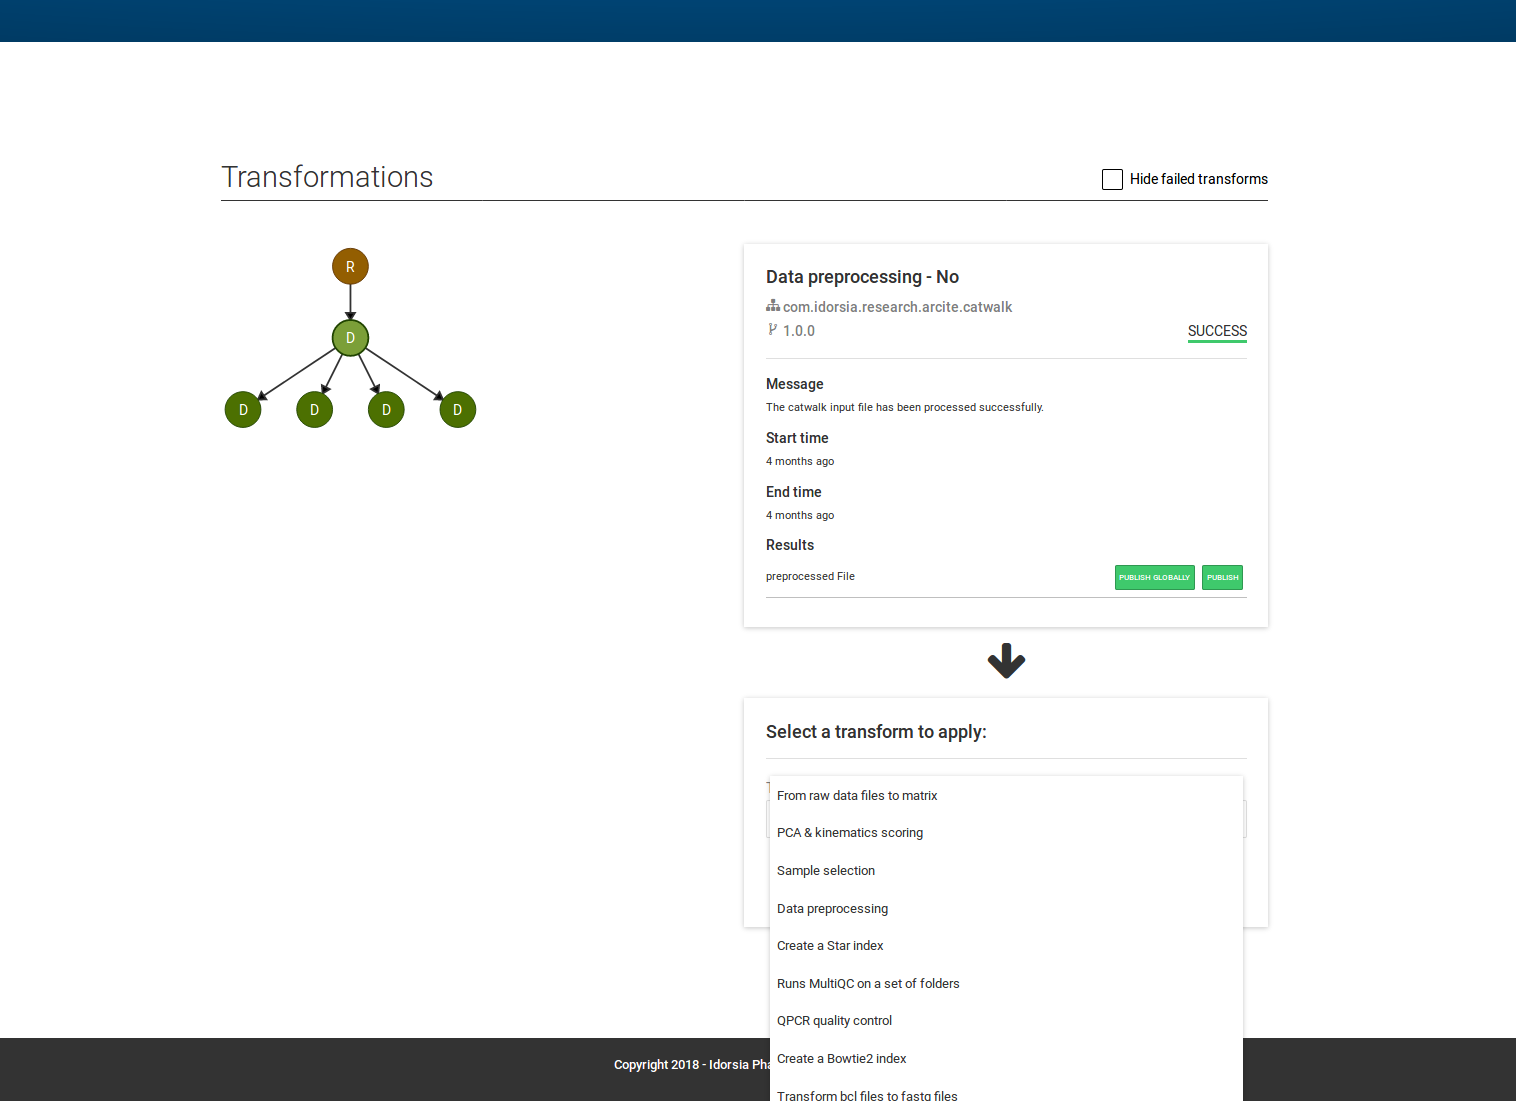 Transformations
Hide failed transforms
R
D
D D D D
Data preprocessing - No
com.idorsia.research.arcite.catwalk
1.0.0
SUCCESS
Message
The catwalk input file has been processed successfully.
Start time
4 months ago
End time
4 months ago
Results
preprocessed File
PUBLISH GLOBALLY
PUBLISH
Select a transform to apply:
From raw data files to matrix
PCA & kinematics scoring
Sample selection
Data preprocessing
Create a Star index
Runs MultiQC on a set of folders
QPCR quality control
Create a Bowtie2 index
Transform bcl files to fastq files
Copyright 2018 - Idorsia Pha